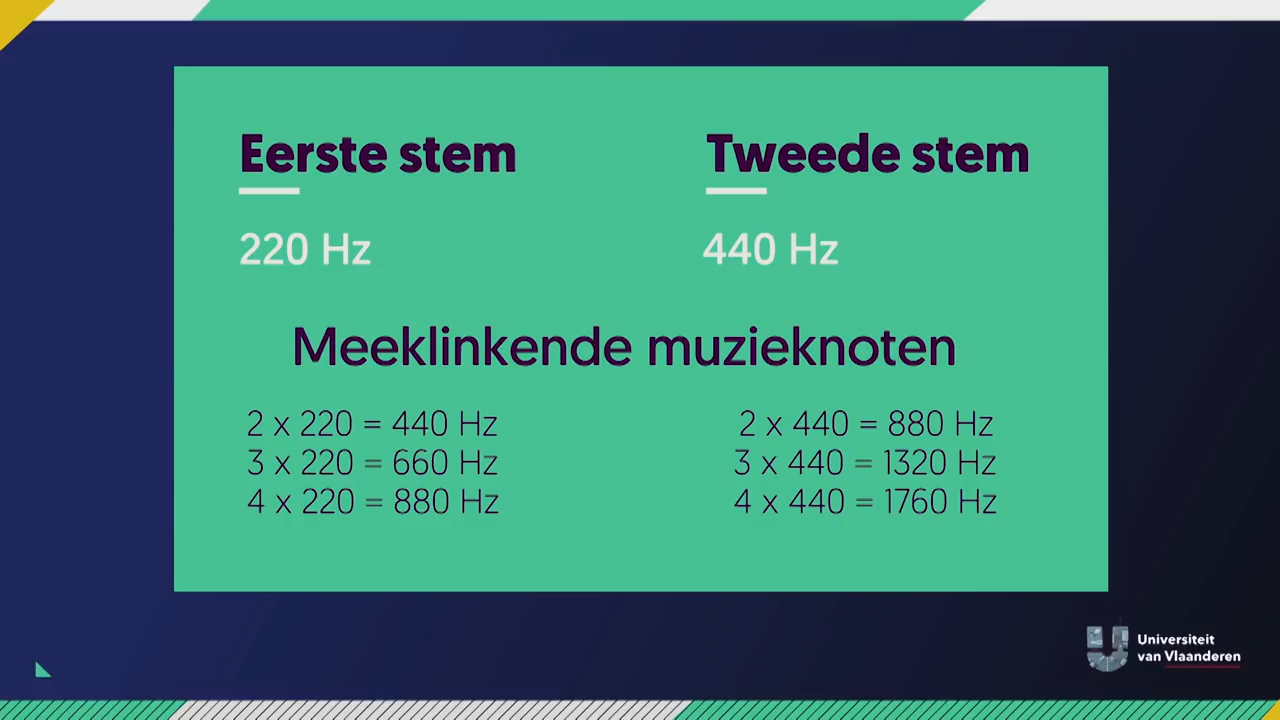 Eerste stem
220 Hz
Tweede stem
440 Hz
Meeklinkende muzieknoten
2 x 220 = 440 Hz
3 x 220 = 660 Hz
4 x 220 = 880 Hz
2 x 440 = 880 Hz
3 x 440 = 1320 Hz
4 x 440 = 1760 Hz
Universiteit
van Vlaanderen